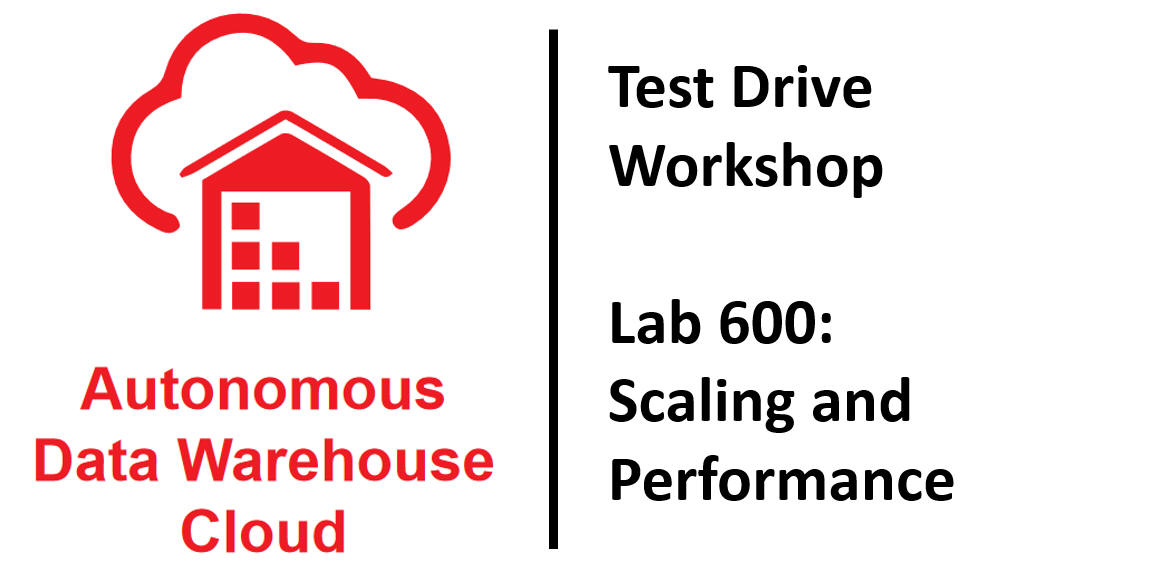 Autonomous
Data Warehouse
Cloud
Test Drive
Workshop
Lab 600:
Scaling and
Performance